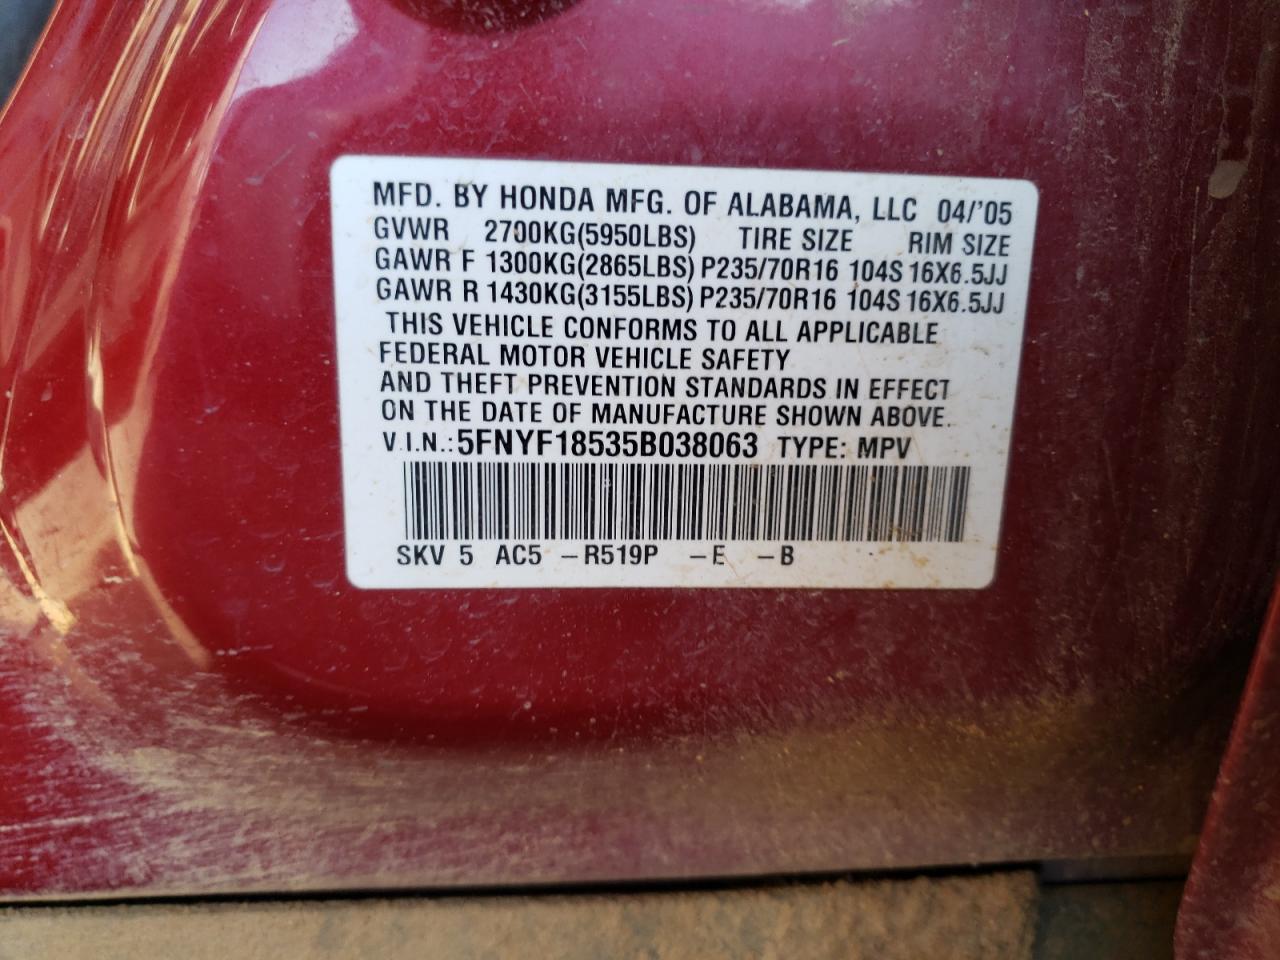 MFD. BY HONDA MFG. OF ALABAMA, LLC 04/'05
GVWR 2700KG(5950LBS) TIRE SIZE RIM SIZE
GAWR F 1300KG(2865LBS) P235/70R16 104S 16X6.5JJ
GAWR R 1430KG(3155LBS) P235/70R16 104S 16X6.5JJ
THIS VEHICLE CONFORMS TO ALL APPLICABLE
FEDERAL MOTOR VEHICLE SAFETY
AND THEFT PREVENTION STANDARDS IN EFFECT
ON THE DATE OF MANUFACTURE SHOWN ABOVE.
V.I.N.: 5FNYF18535B038063 TYPE: MPV
SKV 5 AC5 –R519P –E –B